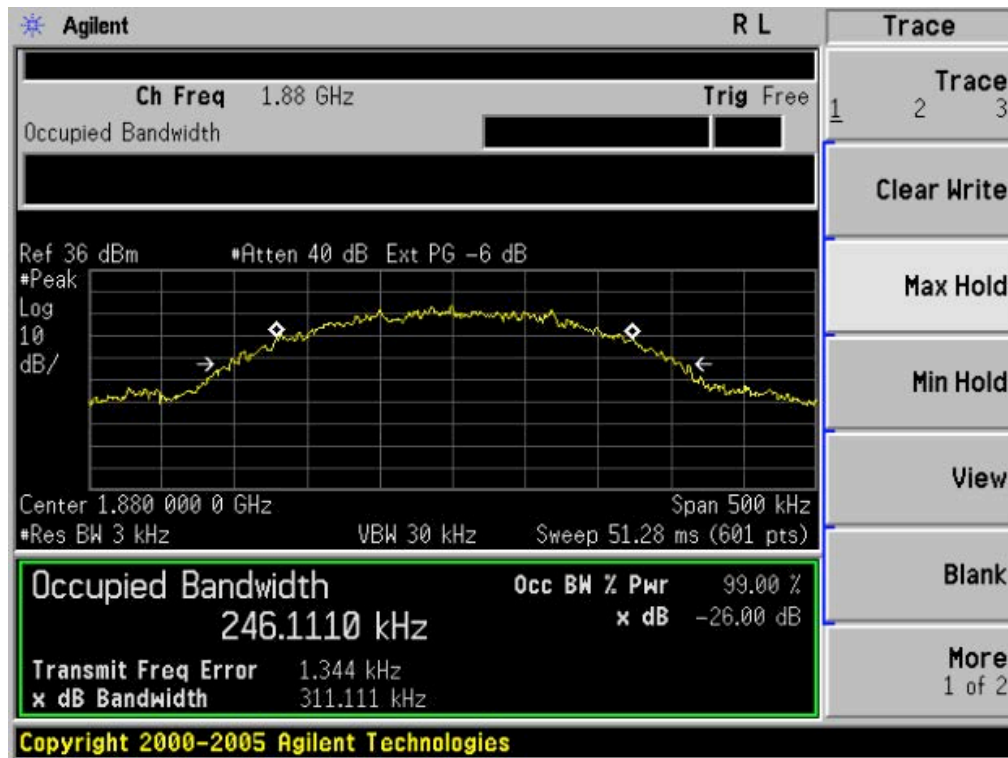 Agilent R L Trace
Ch Freq 1.88 GHz Trig Free
Occupied Bandwidth
Trace
1 2 3
Clear Write
Max Hold
Min Hold
View
Blank
More
1 of 2
Ref 36 dBm #Atten 40 dB Ext PG -6 dB
#Peak
Log
10
dB/
Center 1.880 000 0 GHz Span 500 kHz
#Res BW 3 kHz VBW 30 kHz Sweep 51.28 ms (601 pts)
Occupied Bandwidth Occ BW % Pwr 99.00 %
246.1110 kHz x dB -26.00 dB
Transmit Freq Error 1.344 kHz
x dB Bandwidth 311.111 kHz
Copyright 2000-2005 Agilent Technologies